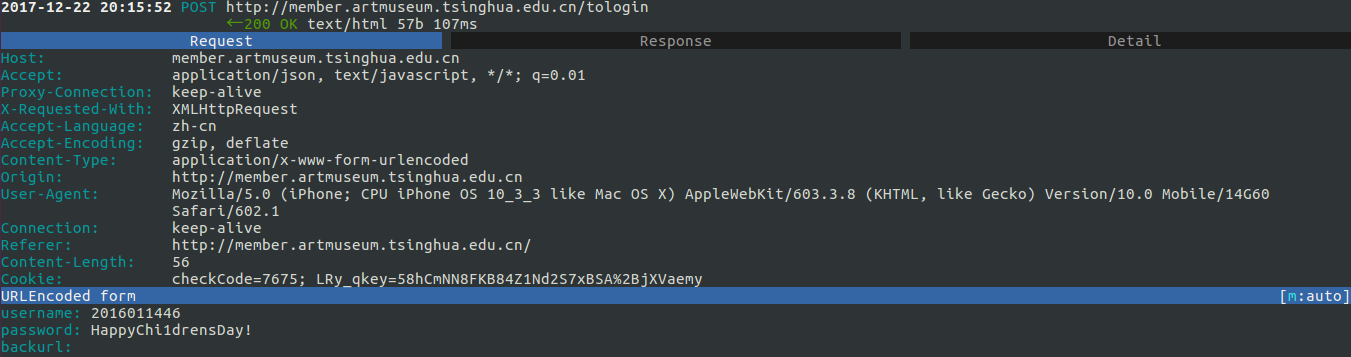 2017-12-22 20:15:52 POST http://member.artmuseum.tsinghua.edu.cn/tologin
←200 OK text/html 57b 107ms
Request Response Detail
Host: member.artmuseum.tsinghua.edu.cn
Accept: application/json, text/javascript, */*; q=0.01
Proxy-Connection: keep-alive
X-Requested-With: XMLHttpRequest
Accept-Language: zh-cn
Accept-Encoding: gzip, deflate
Content-Type: application/x-www-form-urlencoded
Origin: http://member.artmuseum.tsinghua.edu.cn
User-Agent: Mozilla/5.0 (iPhone; CPU iPhone OS 10_3_3 like Mac OS X) AppleWebKit/603.3.8 (KHTML, like Gecko) Version/10.0 Mobile/14G60
Safari/602.1
Connection: keep-alive
Referer: http://member.artmuseum.tsinghua.edu.cn/
Content-Length: 56
Cookie: checkCode=7675; LRy_qkey=58hCmNN8FKB84Z1Nd2S7xBSA%2BjXVaemy
URLEncoded form [m:auto]
username: 2016011446
password: HappyChi1drensDay!
backurl: